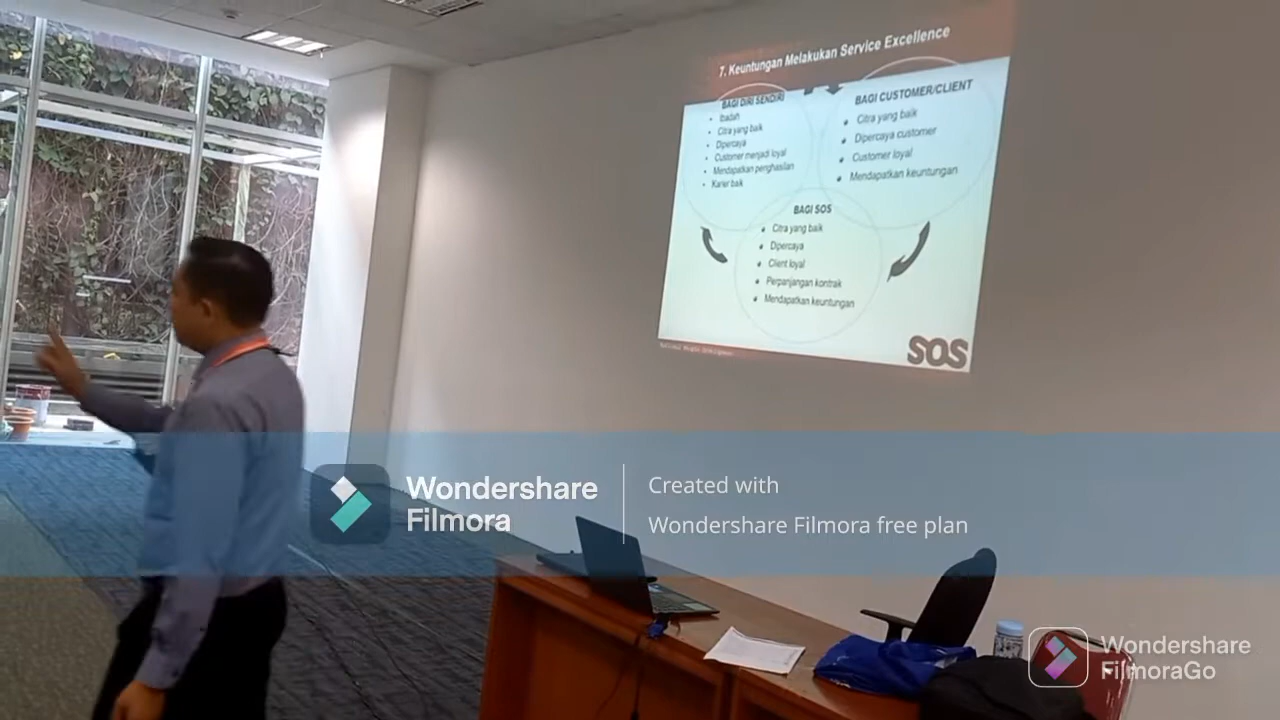 7. Keuntungan Melakukan Service Excellence
BAGI DIRI SENDIRI
Ibadah
Citra yang baik
Dipercaya
Customer menjadi loyal
Mendapatkan penghasilan
Karier baik
BAGI CUSTOMER/CLIENT
Citra yang baik
Dipercaya customer
Customer loyal
Mendapatkan keuntungan
BAGI SOS
Citra yang baik
Dipercaya
Client loyal
Perpanjangan kontrak
Mendapatkan keuntungan
SOS
Wondershare
Filmora
Created with
Wondershare Filmora free plan
Wondershare
FilmoraGo